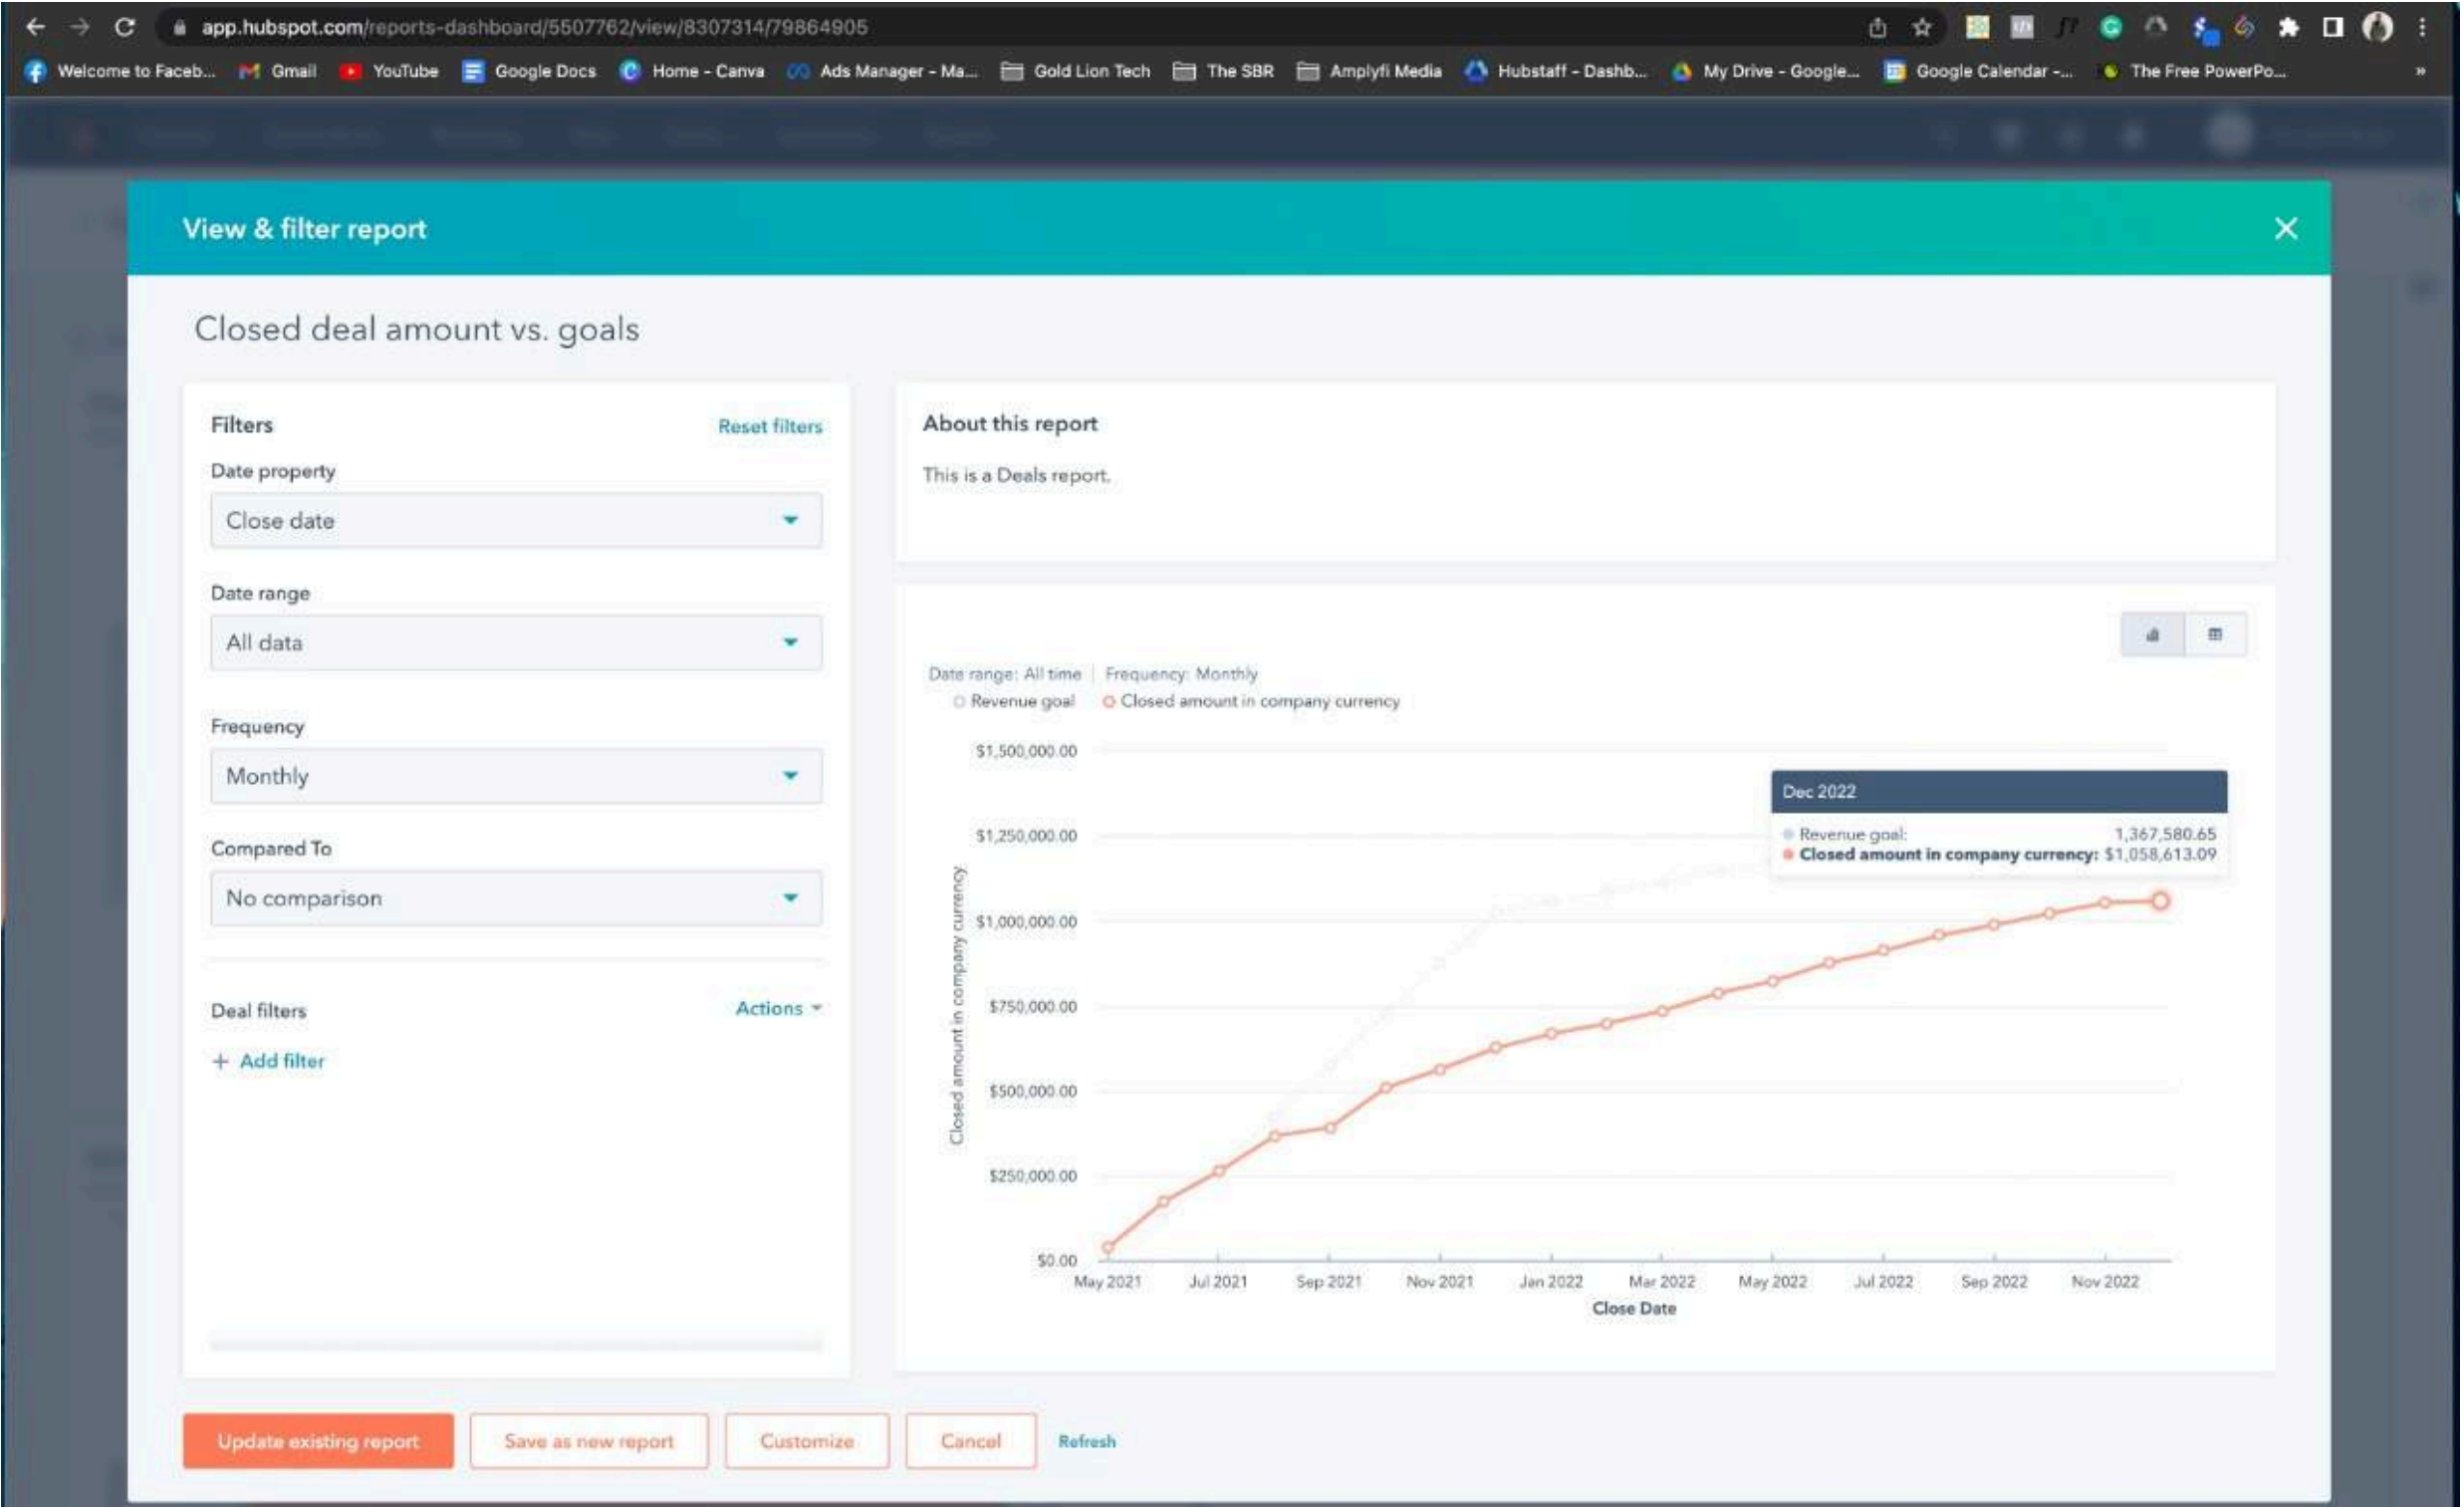 app.hubspot.com/reports-dashboard/5507762/view/8307314/79864905
Welcome to Faceb... Gmail YouTube Google Docs Home - Canva Ads Manager - Ma... Gold Lion Tech The SBR Amplyfi Media Hubstaff - Dashb... My Drive - Google... Google Calendar -... The Free PowerPo... »
View & filter report
Closed deal amount vs. goals
Filters
Reset filters
Date property
Close date
Date range
All data
Frequency
Monthly
Compared To
No comparison
Deal filters
Actions
+ Add filter
About this report
This is a Deals report.
Date range: All time | Frequency: Monthly
Revenue goal Closed amount in company currency
Closed amount in company currency
$1,500,000.00
$1,250,000.00
$1,000,000.00
$750,000.00
$500,000.00
$250,000.00
$0.00
Dec 2022
Revenue goal: 1,367,580.65
Closed amount in company currency: $1,058,613.09
May 2021 Jul 2021 Sep 2021 Nov 2021 Jan 2022 Mar 2022 May 2022 Jul 2022 Sep 2022 Nov 2022
Close Date
Update existing report
Save as new report
Customize
Cancel
Refresh